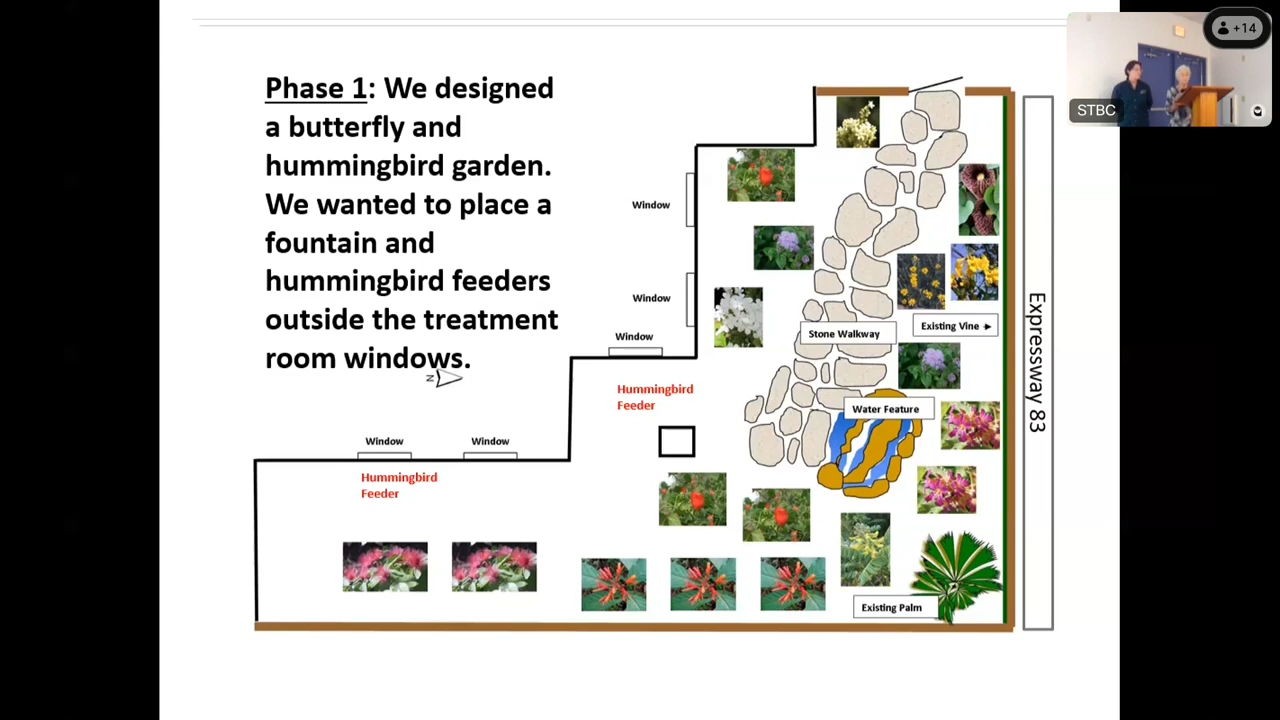 Phase 1: We designed
a butterfly and
hummingbird garden.
We wanted to place a
fountain and
hummingbird feeders
outside the treatment
room windows.
N
+14
STBC
Window
Window
Window
Stone Walkway
Existing Vine
Expressway 83
Hummingbird
Feeder
Water Feature
Window
Window
Hummingbird
Feeder
Existing Palm